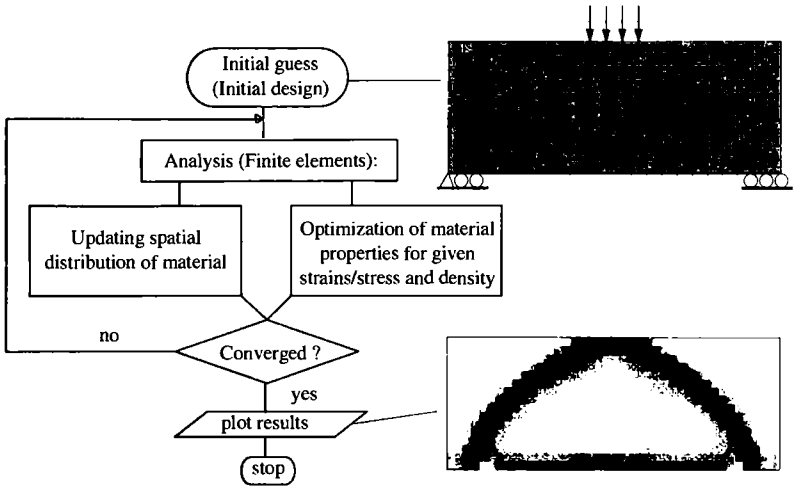 Initial guess
(Initial design)
Analysis (Finite elements):
Updating spatial
distribution of material
Optimization of material
properties for given
strains/stress and density
no
Converged ?
yes
plot results
stop